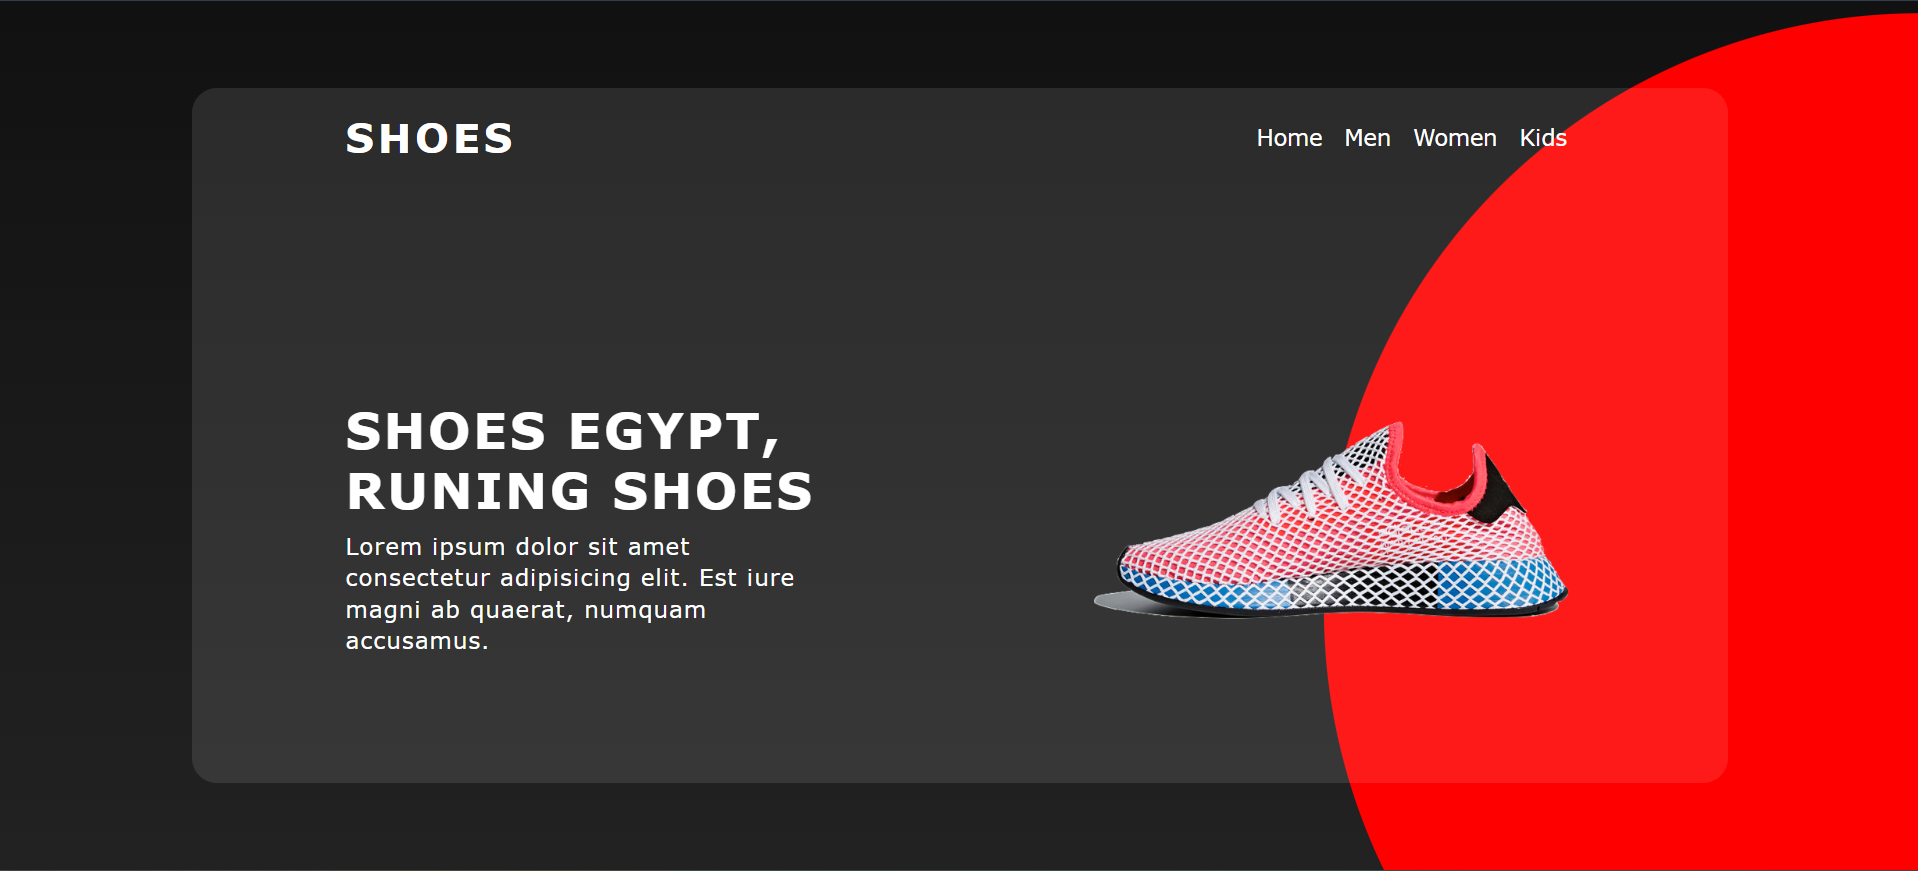 SHOES
Home Men Women Kids
SHOES EGYPT,
RUNING SHOES
Lorem ipsum dolor sit amet
consectetur adipisicing elit. Est iure
magni ab quaerat, numquam
accusamus.